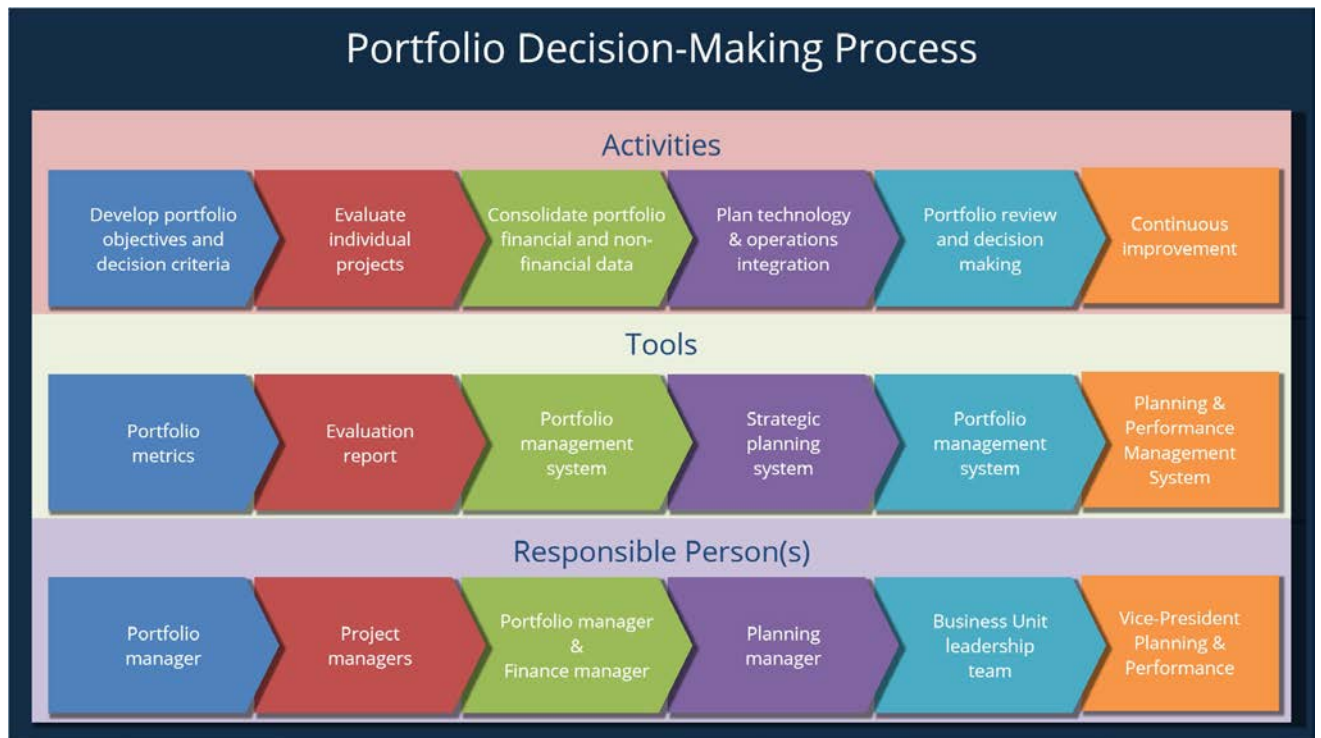 Portfolio Decision-Making Process
Activities
Develop portfolio
objectives and
decision criteria
Evaluate
individual
projects
Consolidate portfolio
financial and non-
financial data
Plan technology
& operations
integration
Portfolio review
and decision
making
Continuous
improvement
Tools
Portfolio
metrics
Evaluation
report
Portfolio
management
system
Strategic
planning
system
Portfolio
management
system
Planning &
Performance
Management
System
Responsible Person(s)
Portfolio
manager
Project
managers
Portfolio manager
&
Finance manager
Planning
manager
Business Unit
leadership
team
Vice-President
Planning &
Performance